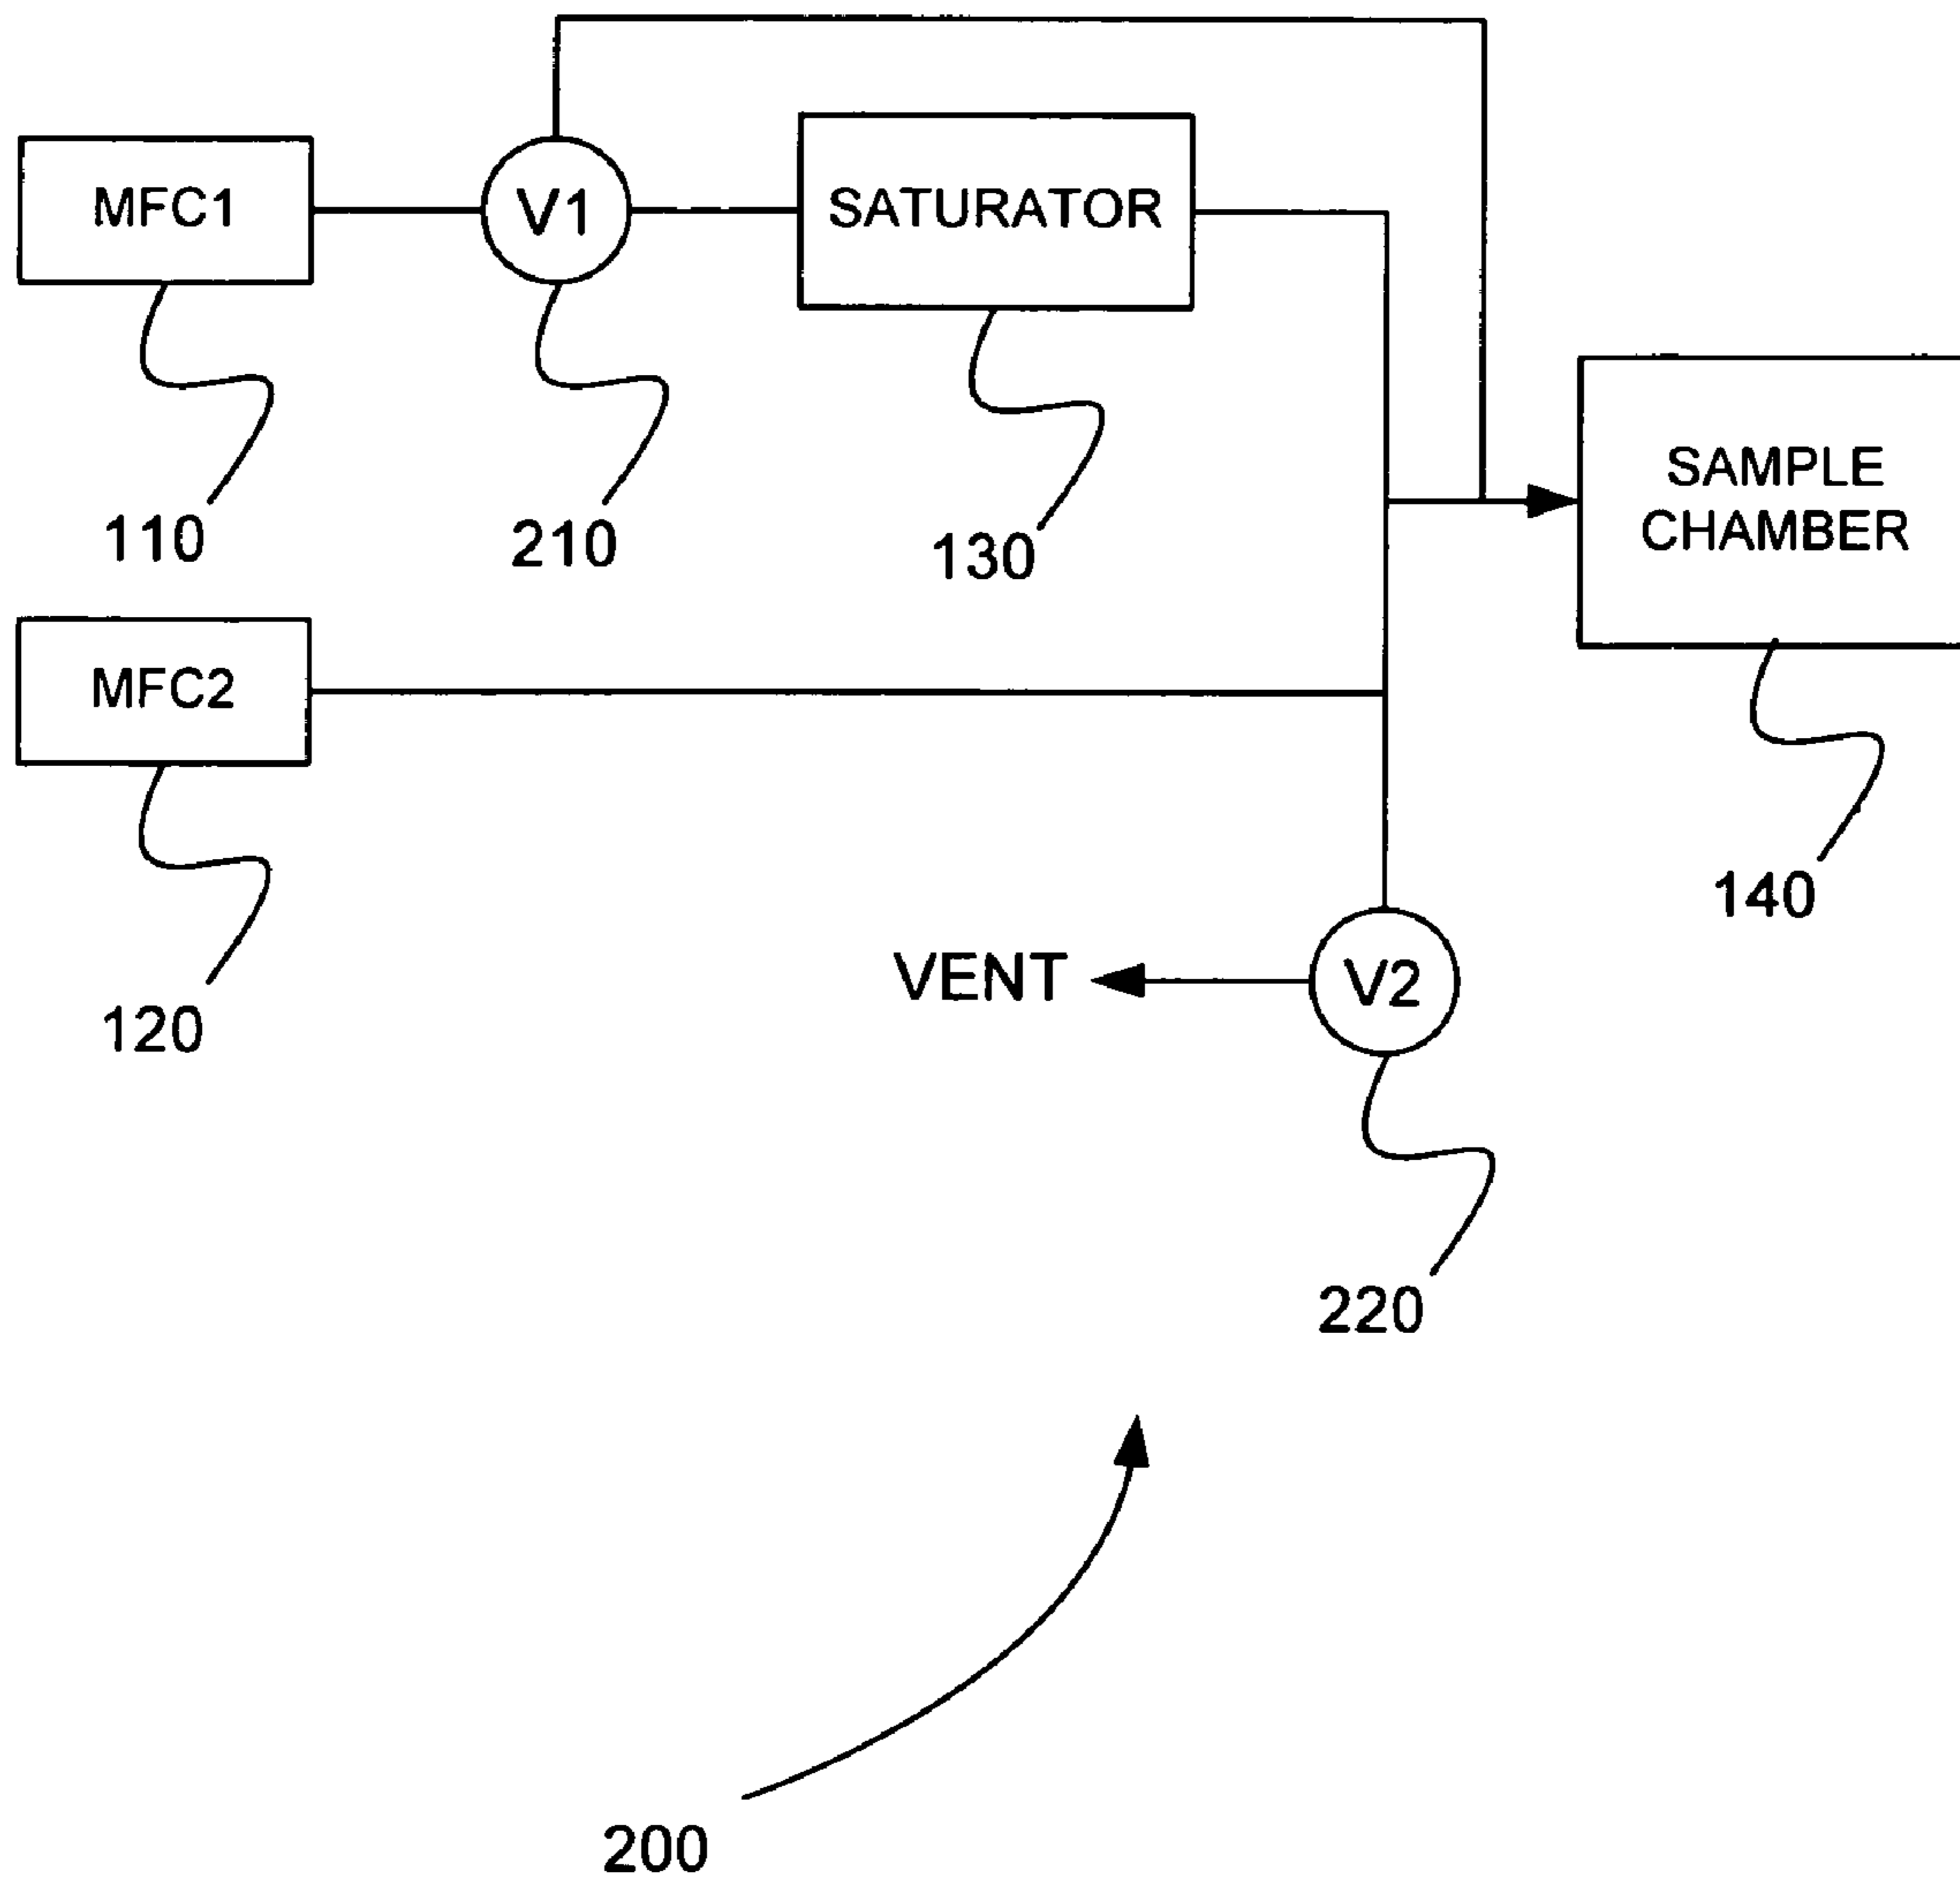 MFC1
V1
SATURATOR
SAMPLE
CHAMBER
110
210
130
MFC2
140
VENT
V2
120
220
200